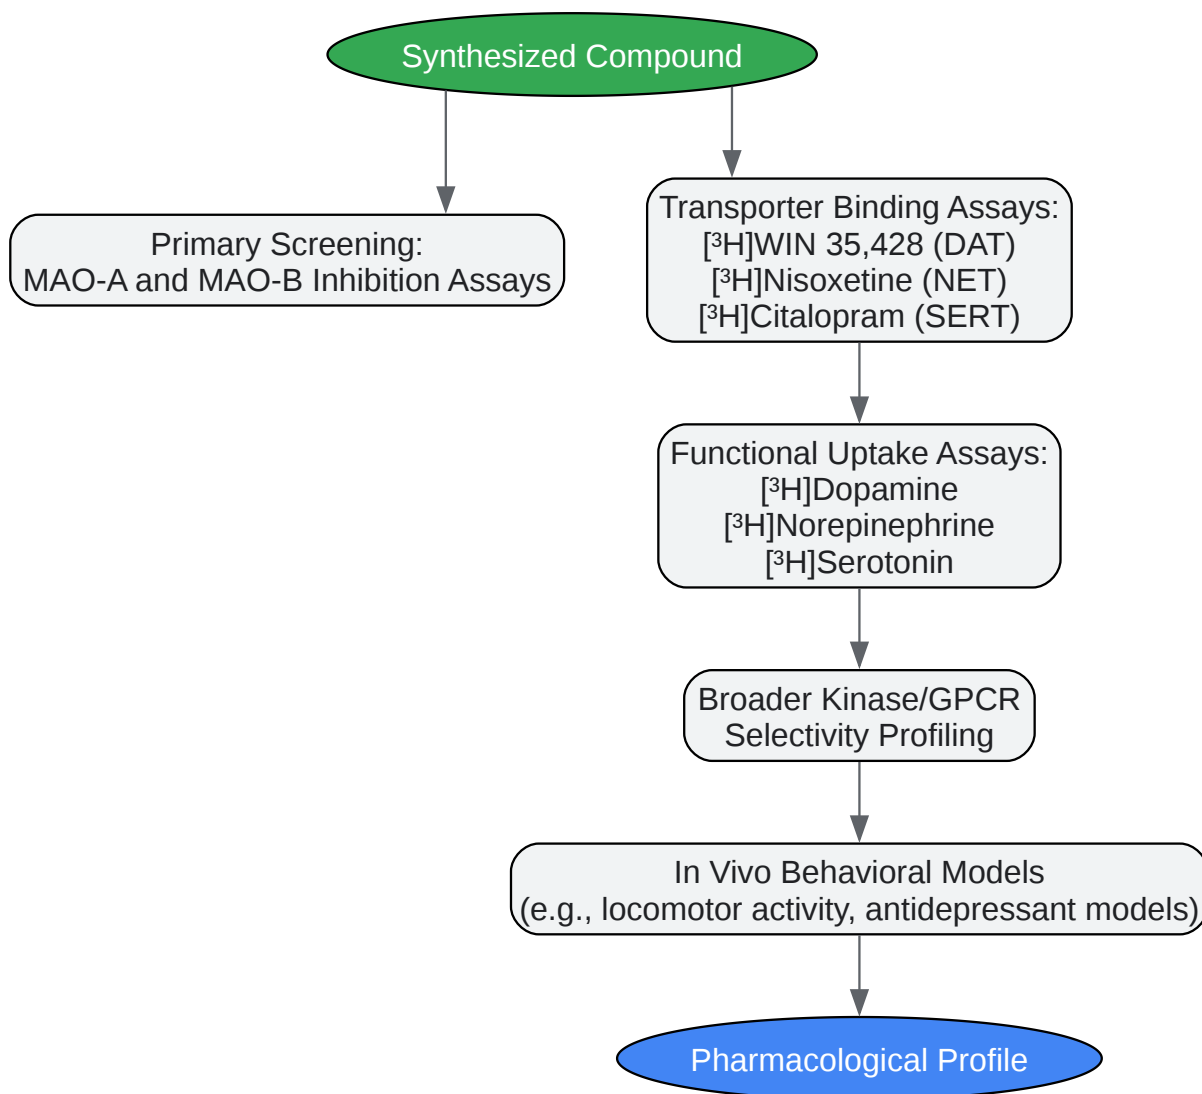 Synthesized Compound
Primary Screening:
MAO-A and MAO-B Inhibition Assays
Transporter Binding Assays:
[³H]WIN 35,428 (DAT)
[³H]Nisoxetine (NET)
[³H]Citalopram (SERT)
Functional Uptake Assays:
[³H]Dopamine
[³H]Norepinephrine
[³H]Serotonin
Broader Kinase/GPCR
Selectivity Profiling
In Vivo Behavioral Models
(e.g., locomotor activity, antidepressant models)
Pharmacological Profile